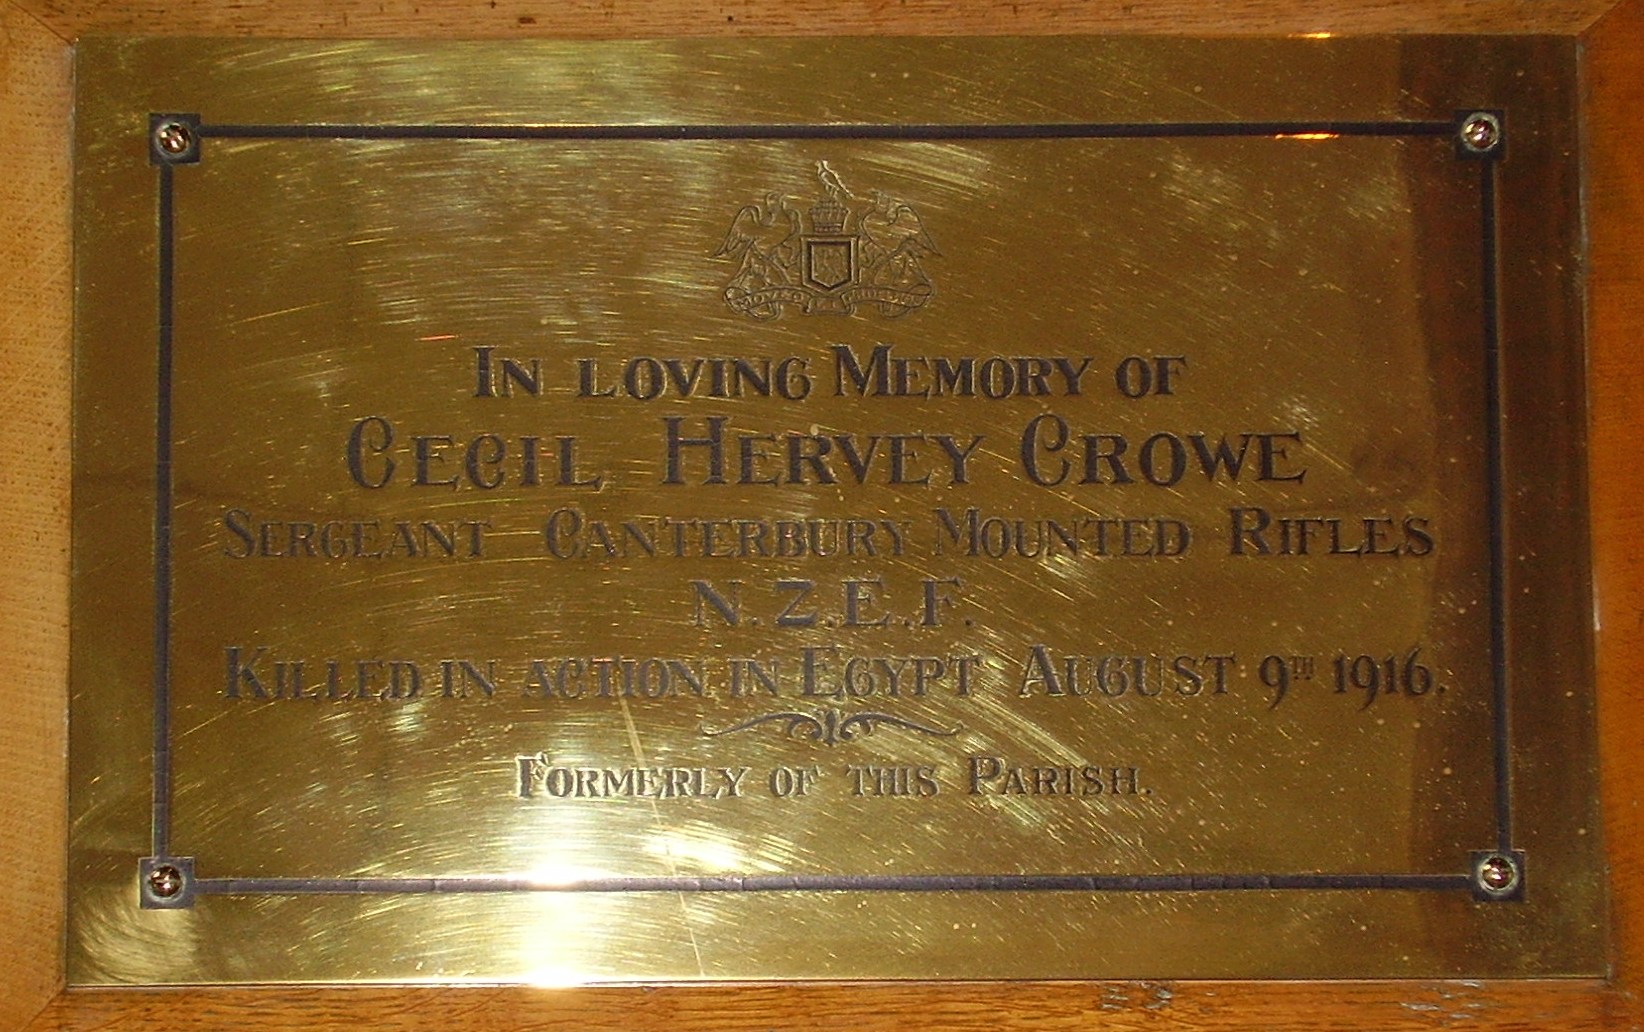 IN LOVING MEMORY OF
CECIL HERVEY CROWE
SERGEANT CANTERBURY MOUNTED RIFLES
N.Z.E.F.
KILLED IN ACTION IN EGYPT AUGUST 9TH 1916.
FORMERLY OF THIS PARISH.